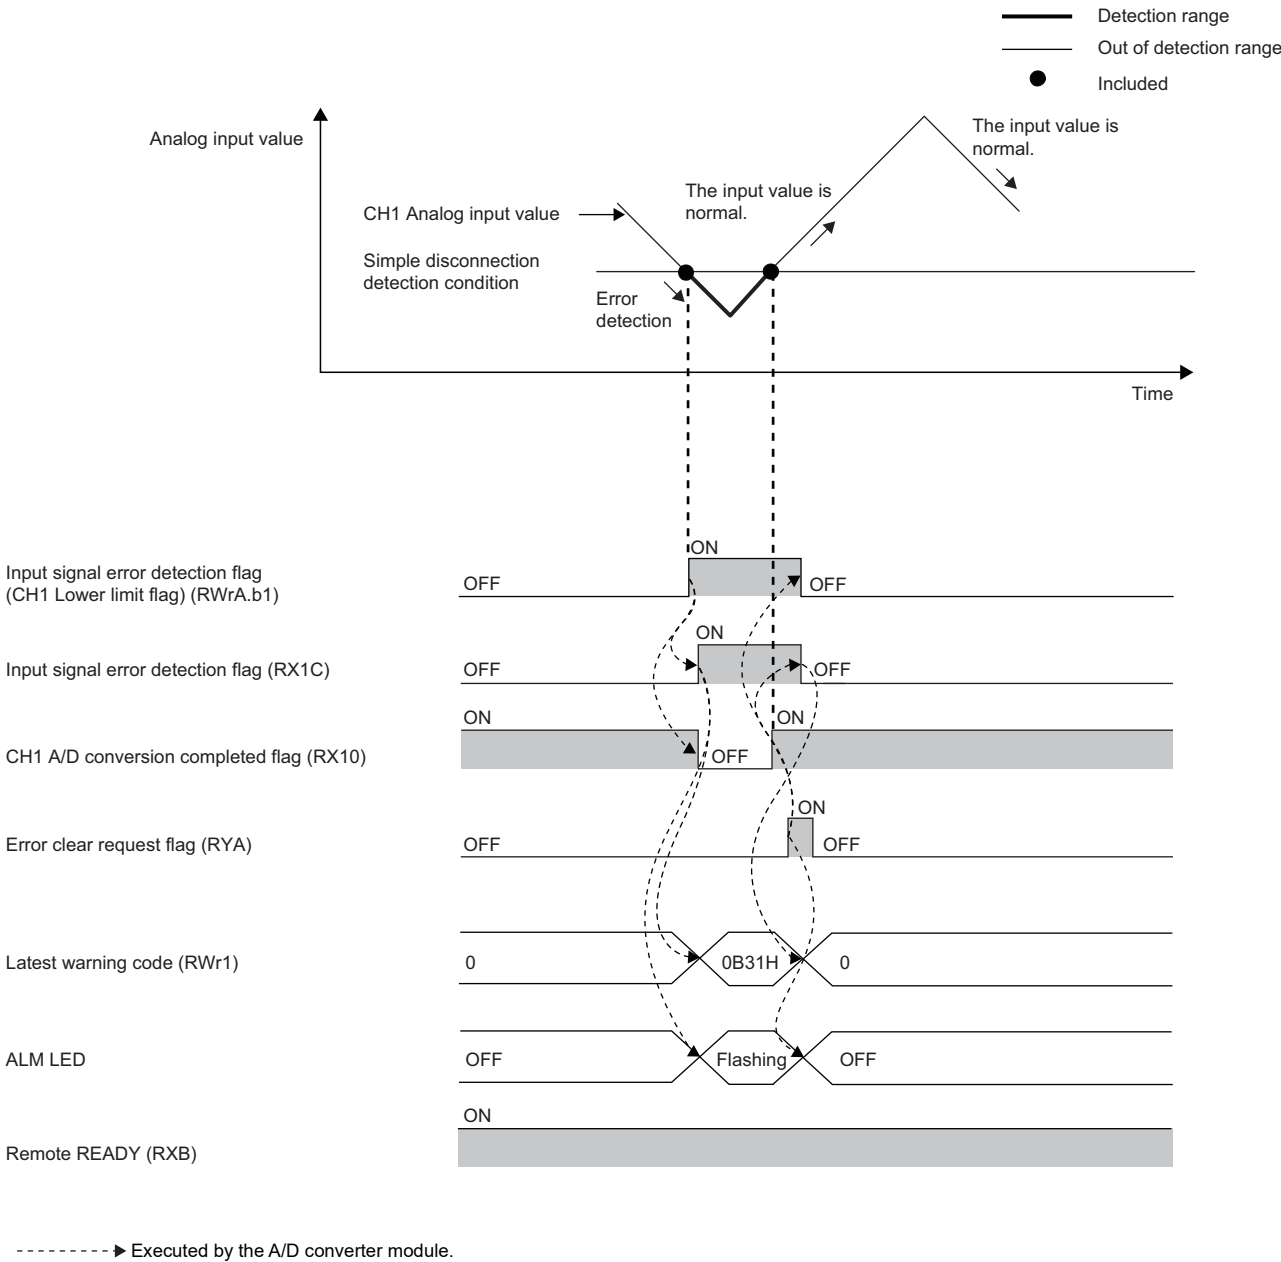 Detection range
Out of detection range
Included
Analog input value
The input value is
normal.
The input value is
normal.
CH1 Analog input value
Simple disconnection
detection condition
Error
detection
Time
ON
Input signal error detection flag
(CH1 Lower limit flag) (RWrA.b1)
OFF
OFF
ON
Input signal error detection flag (RX1C)
OFF
OFF
ON
ON
CH1 A/D conversion completed flag (RX10)
OFF
ON
Error clear request flag (RYA)
OFF
OFF
Latest warning code (RWr1)
0
0B31H
0
ALM LED
OFF
Flashing
OFF
ON
Remote READY (RXB)
Executed by the A/D converter module.